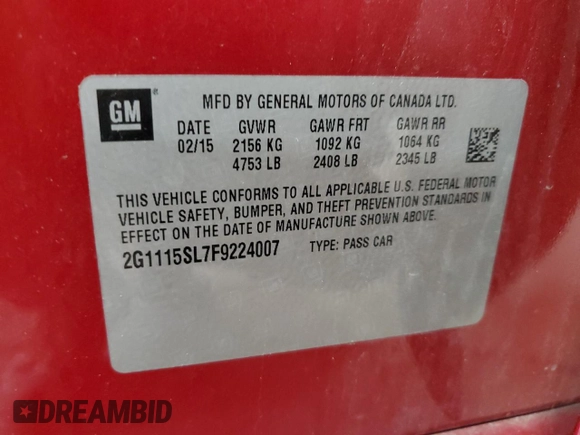 GM
MFD BY GENERAL MOTORS OF CANADA LTD.
DATE GVWR GAWR FRT GAWR RR
02/15 2156 KG 1092 KG 1064 KG
4753 LB 2408 LB 2345 LB
THIS VEHICLE CONFORMS TO ALL APPLICABLE U.S. FEDERAL MOTOR
VEHICLE SAFETY, BUMPER, AND THEFT PREVENTION STANDARDS IN
EFFECT ON THE DATE OF MANUFACTURE SHOWN ABOVE.
2G1115SL7F9224007 TYPE: PASS CAR
DREAMBID